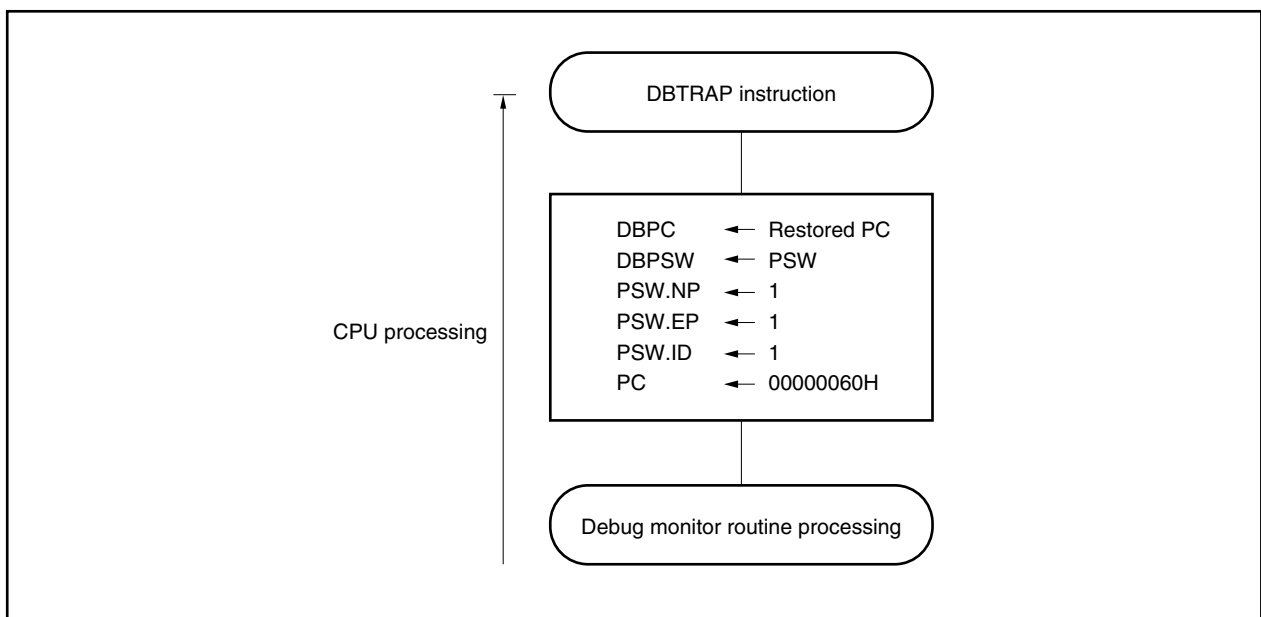 DBTRAP instruction
DBPC ← Restored PC
DBPSW ← PSW
PSW.NP ← 1
PSW.EP ← 1
PSW.ID ← 1
PC ← 00000060H
CPU processing
Debug monitor routine processing